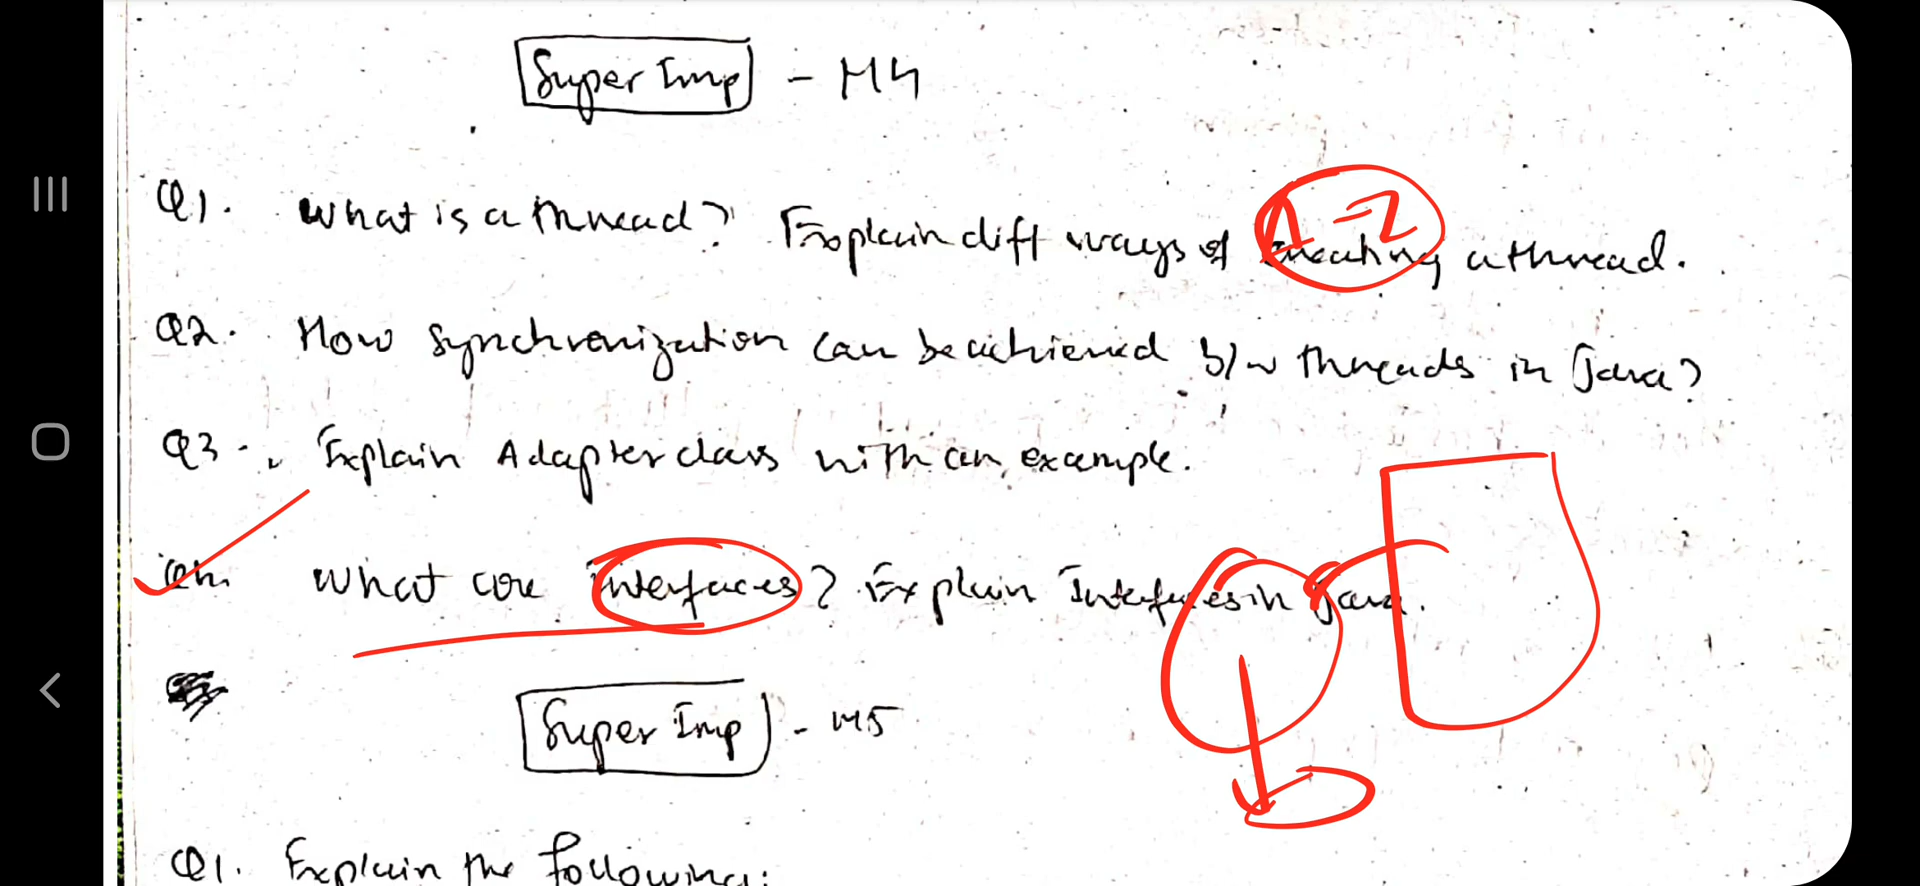 Super Imp - M4
Q1. What is a thread? Explain diff ways of creating a thread.
A = 2
Q2. How synchronization can be achieved b/w threads in Java?
Q3. Explain Adapter class with an example.
Q4. What are interfaces? Explain Interfaces in Java.
Super Imp - M5
Q1. Explain the following: